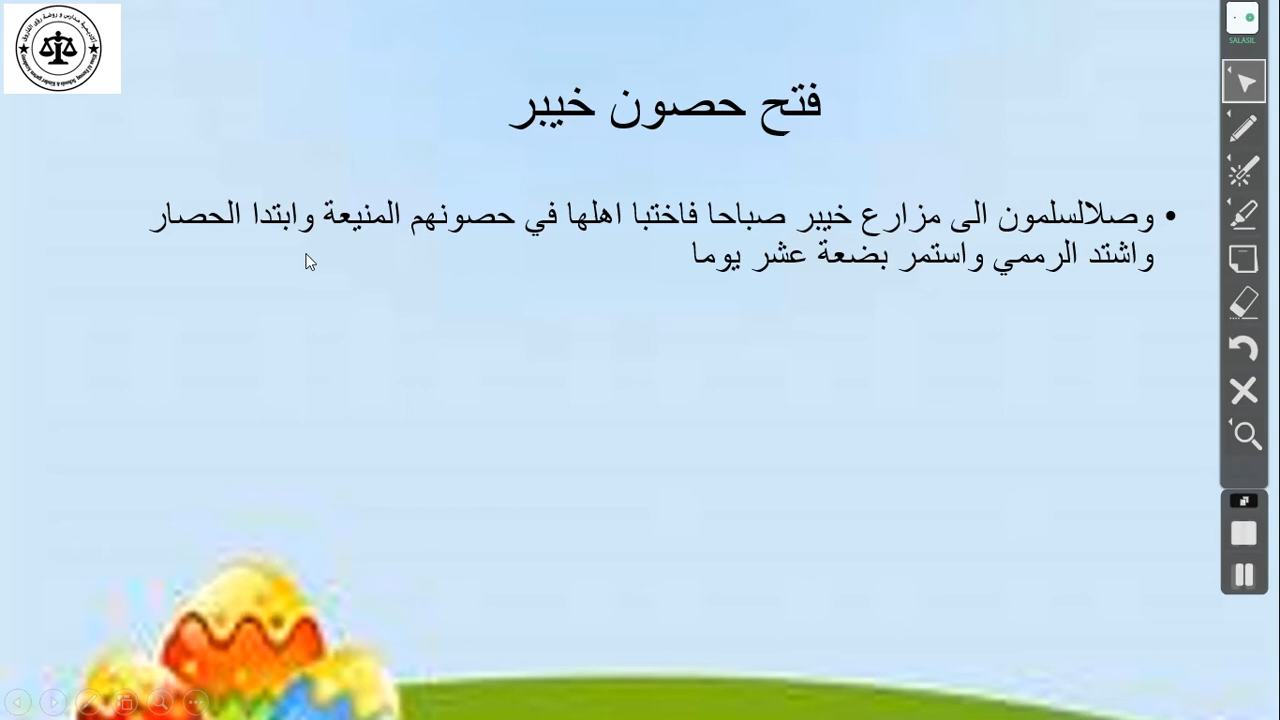 فتح حصون خيبر
• وصلالسلمون الى مزارع خيبر صباحا فاختبا اهلها في حصونهم المنيعة وابتدا الحصار
واشتد الرممي واستمر بضعة عشر يوما
SALASIL